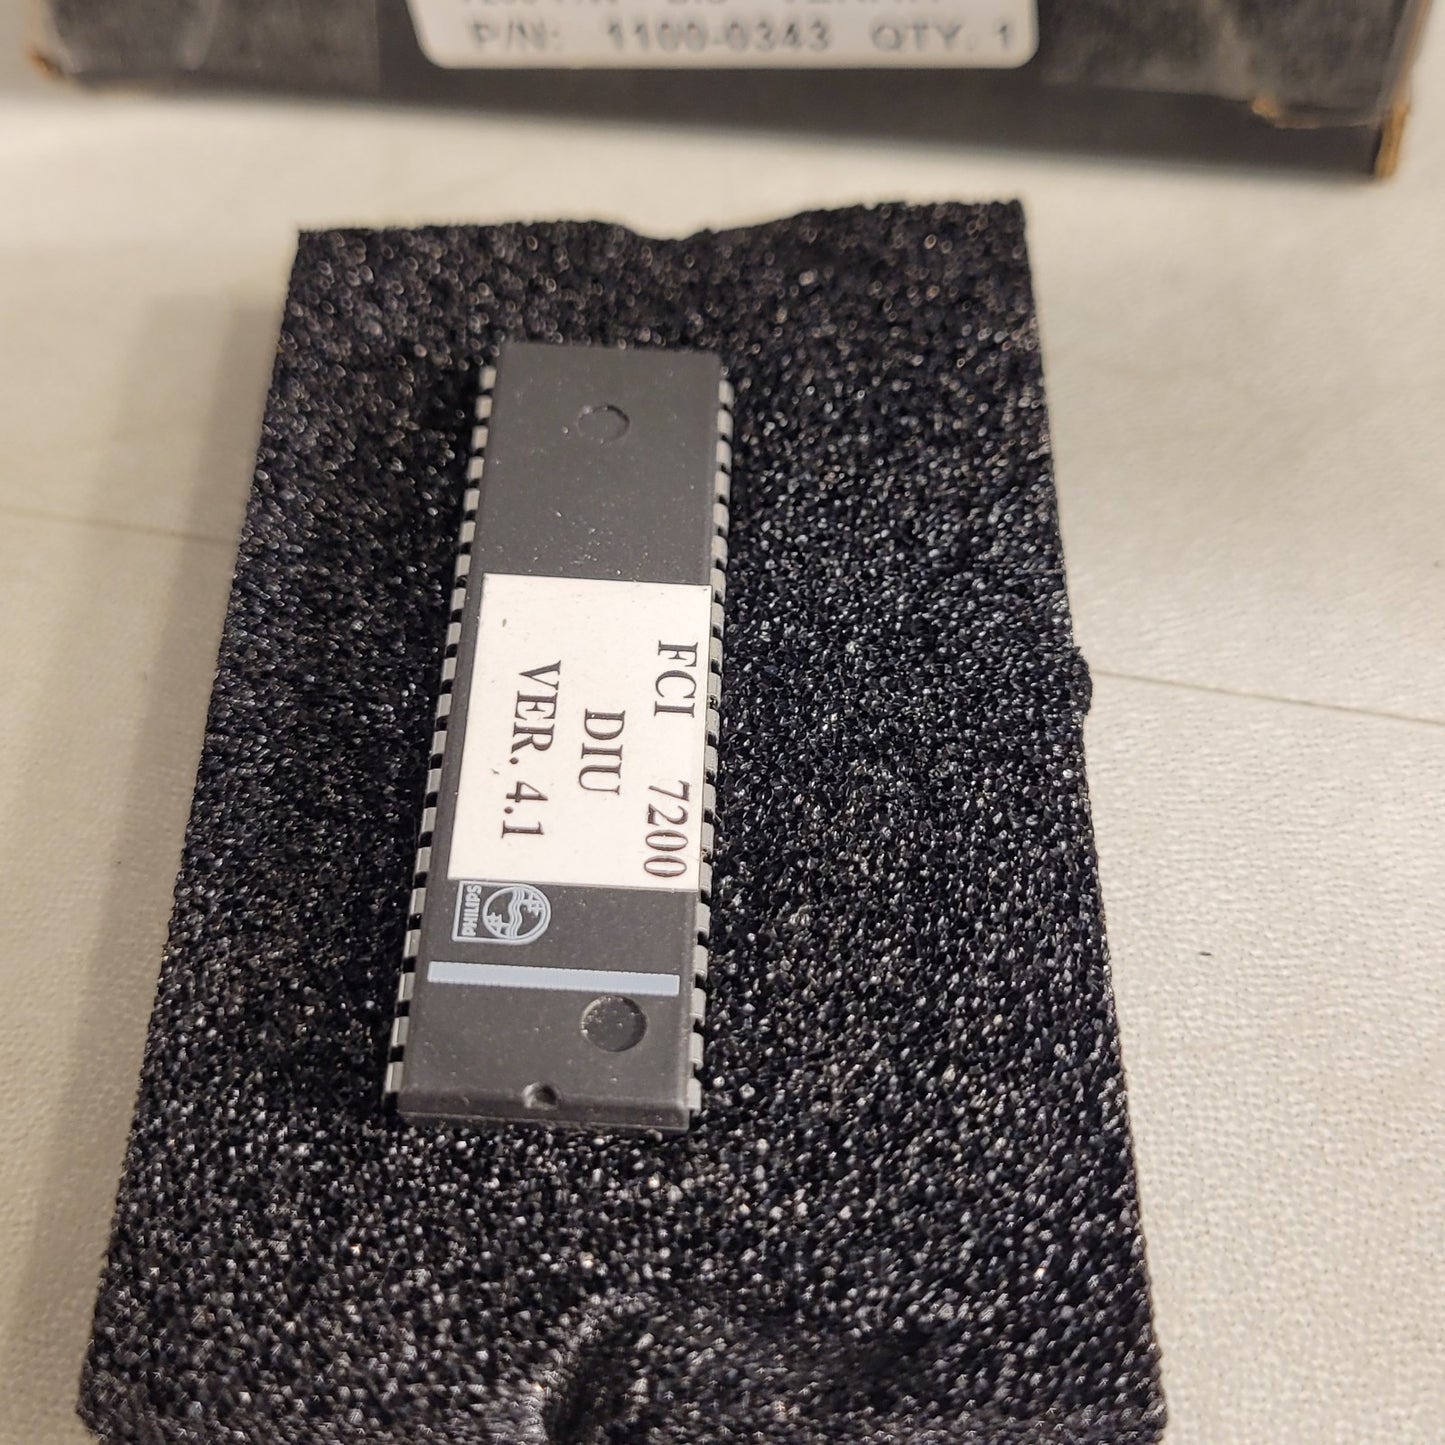 P/N: 1100-0343 QTY. 1
FCI 7200
DIU
VER. 4.1
PHILIPS